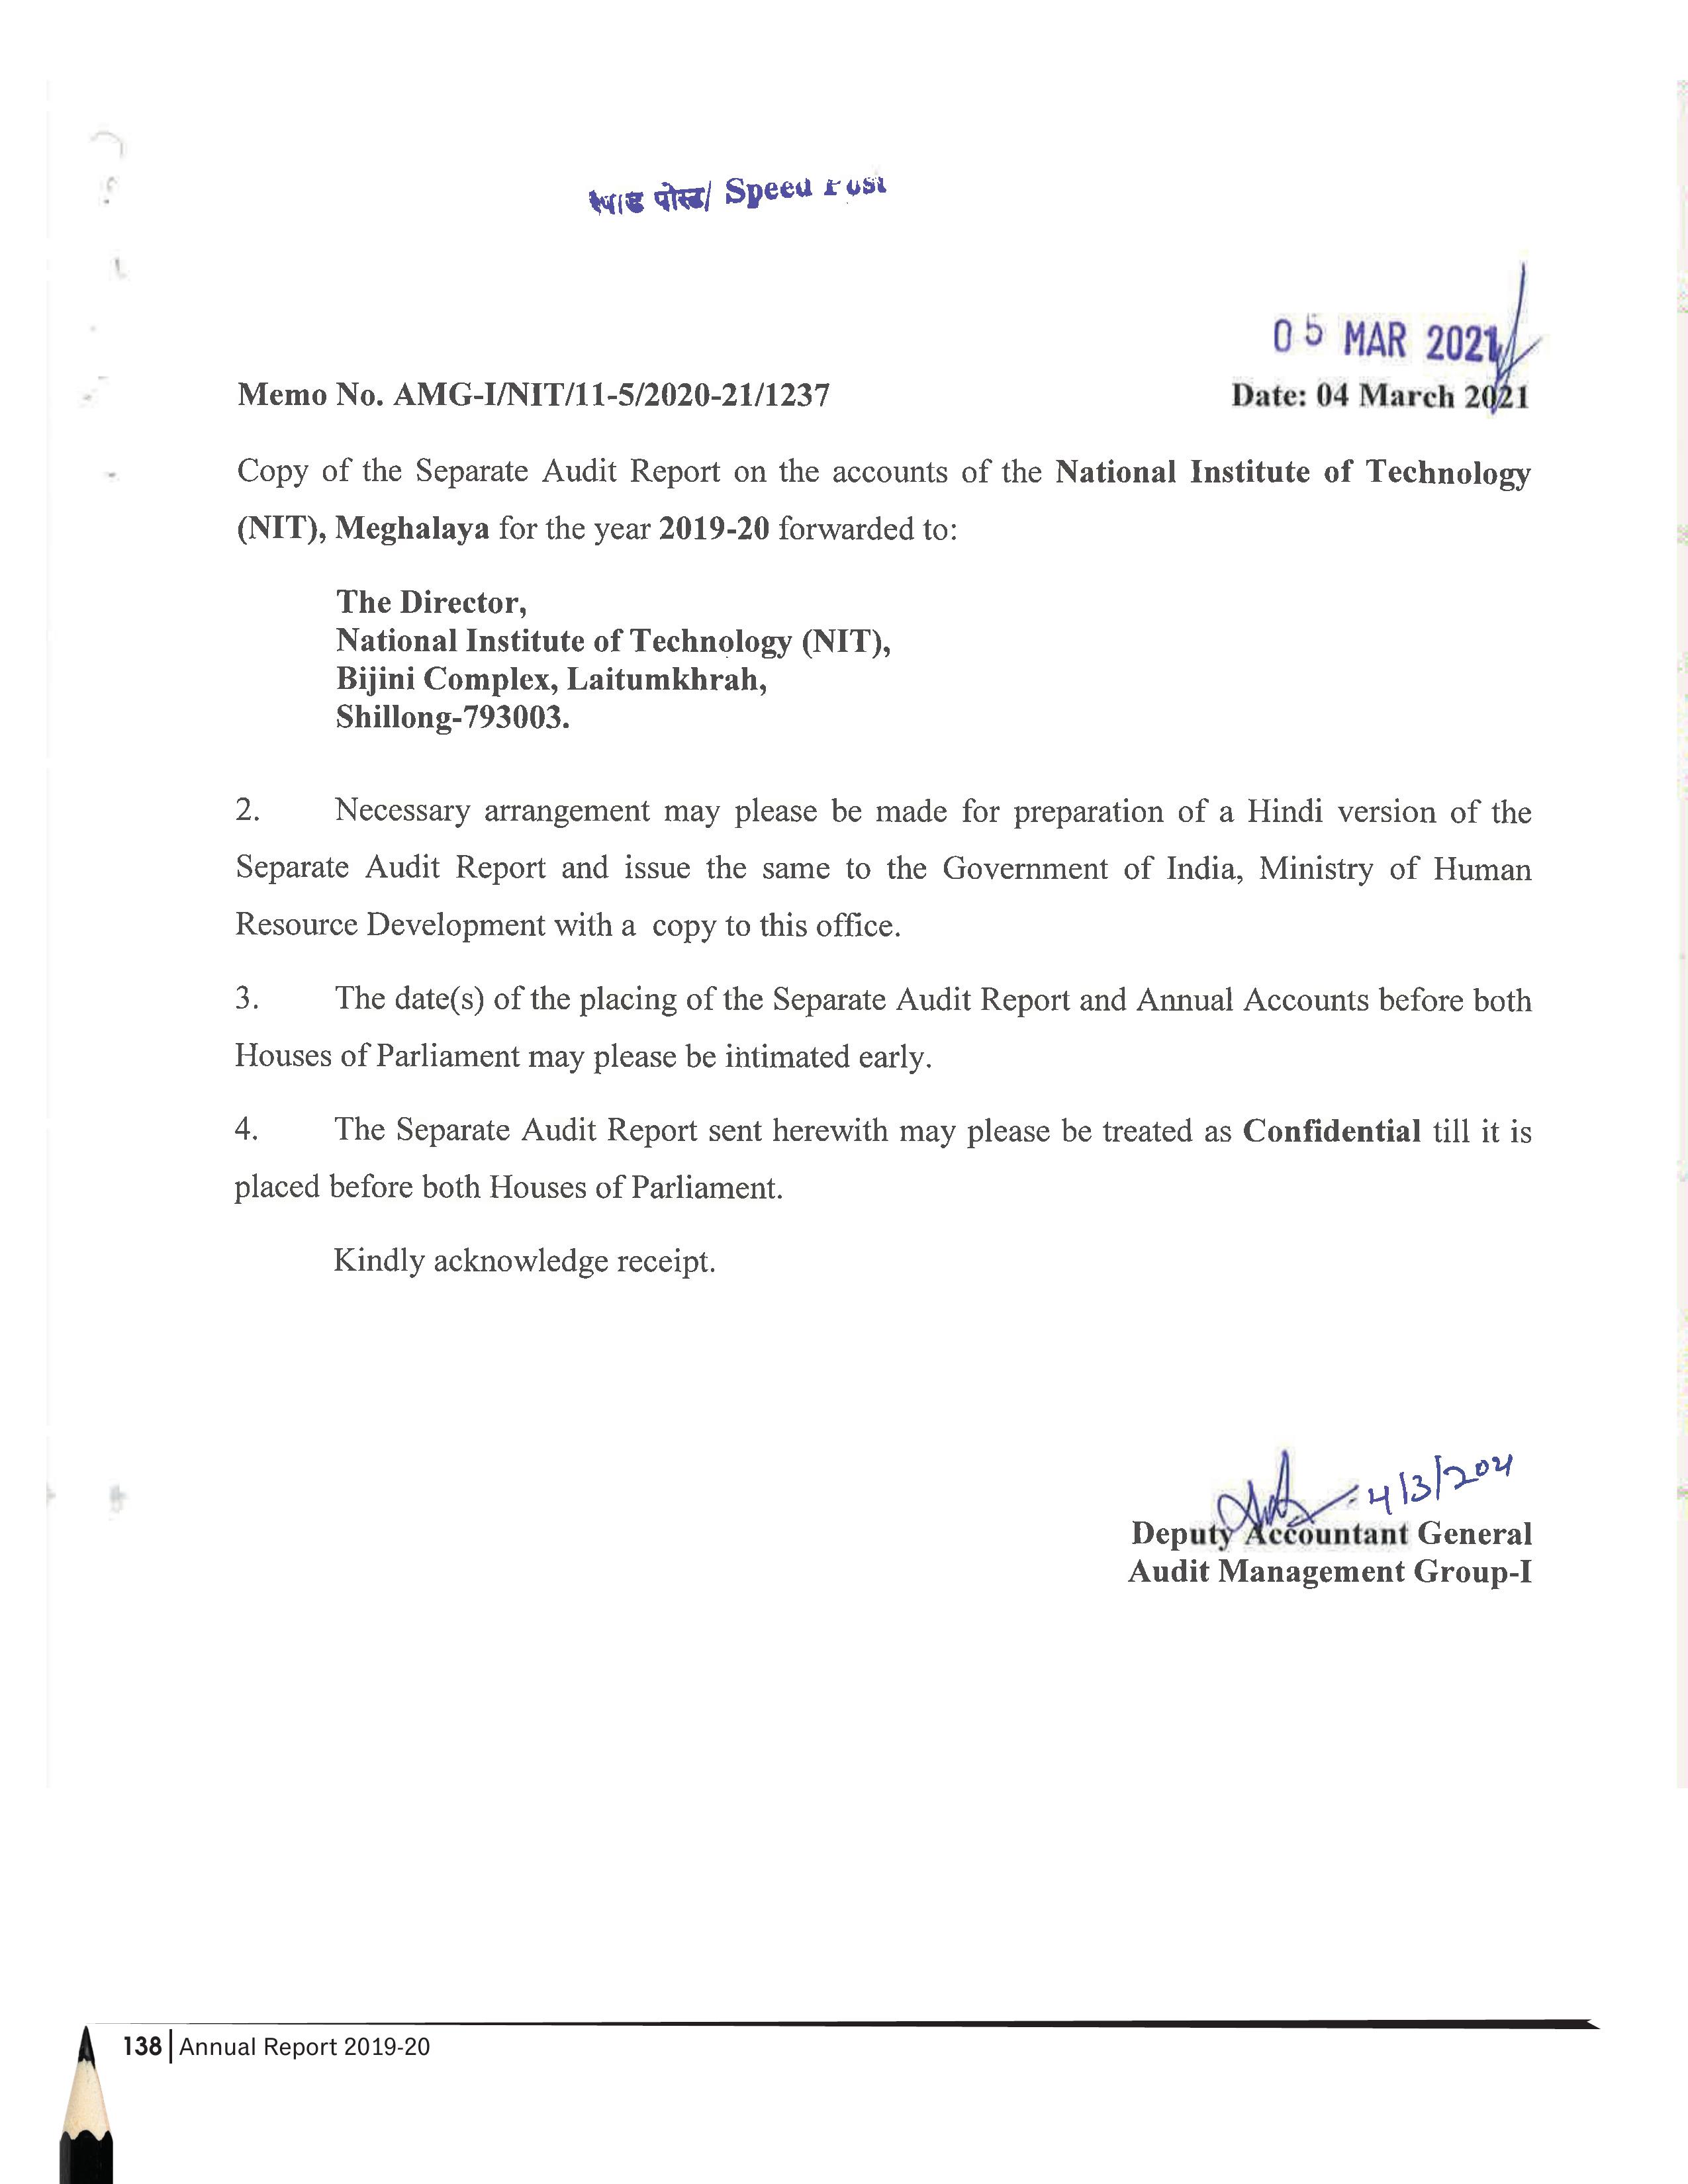 स्पीड पोस्ट/ Speed Post
05 MAR 2021
Memo No. AMG-I/NIT/11-5/2020-21/1237 Date: 04 March 2021
Copy of the Separate Audit Report on the accounts of the National Institute of Technology
(NIT), Meghalaya for the year 2019-20 forwarded to:
The Director,
National Institute of Technology (NIT),
Bijini Complex, Laitumkhrah,
Shillong-793003.
2. Necessary arrangement may please be made for preparation of a Hindi version of the
Separate Audit Report and issue the same to the Government of India, Ministry of Human
Resource Development with a copy to this office.
3. The date(s) of the placing of the Separate Audit Report and Annual Accounts before both
Houses of Parliament may please be intimated early.
4. The Separate Audit Report sent herewith may please be treated as Confidential till it is
placed before both Houses of Parliament.
Kindly acknowledge receipt.
4/3/2021
Deputy Accountant General
Audit Management Group-I
138 Annual Report 2019-20